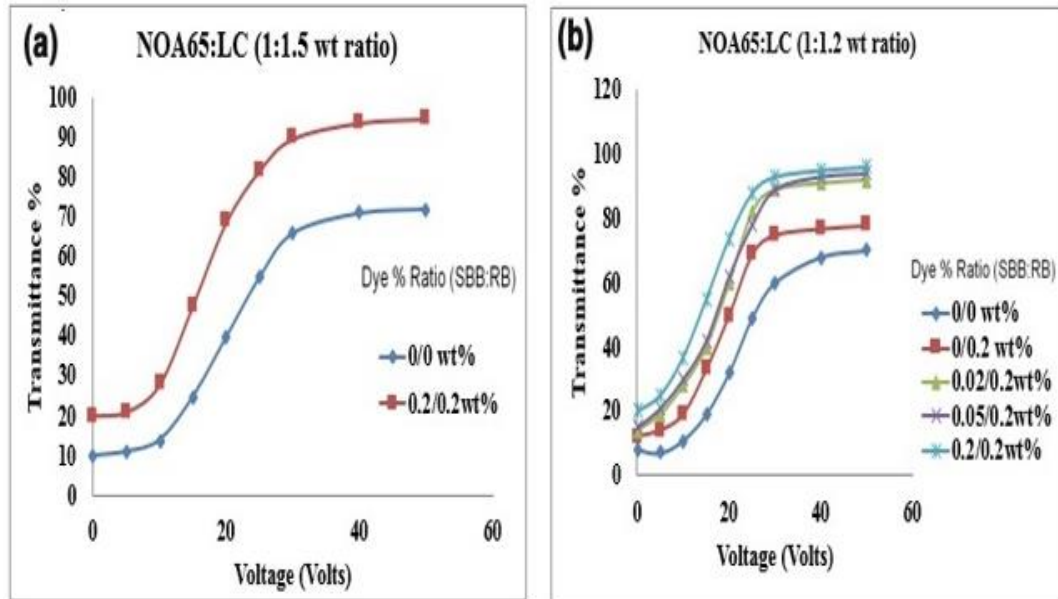 (a)
NOA65:LC (1:1.5 wt ratio)
100
90
80
70
60
50
40
30
20
10
0
Transmittance %
0 20 40 60
Voltage (Volts)
Dye % Ratio (SBB:RB)
0/0 wt%
0.2/0.2wt%
(b)
NOA65:LC (1:1.2 wt ratio)
120
100
80
60
40
20
0
Transmittance %
0 20 40 60
Voltage (Volts)
Dye % Ratio (SBB:RB)
0/0 wt%
0/0.2 wt%
0.02/0.2wt%
0.05/0.2wt%
0.2/0.2wt%